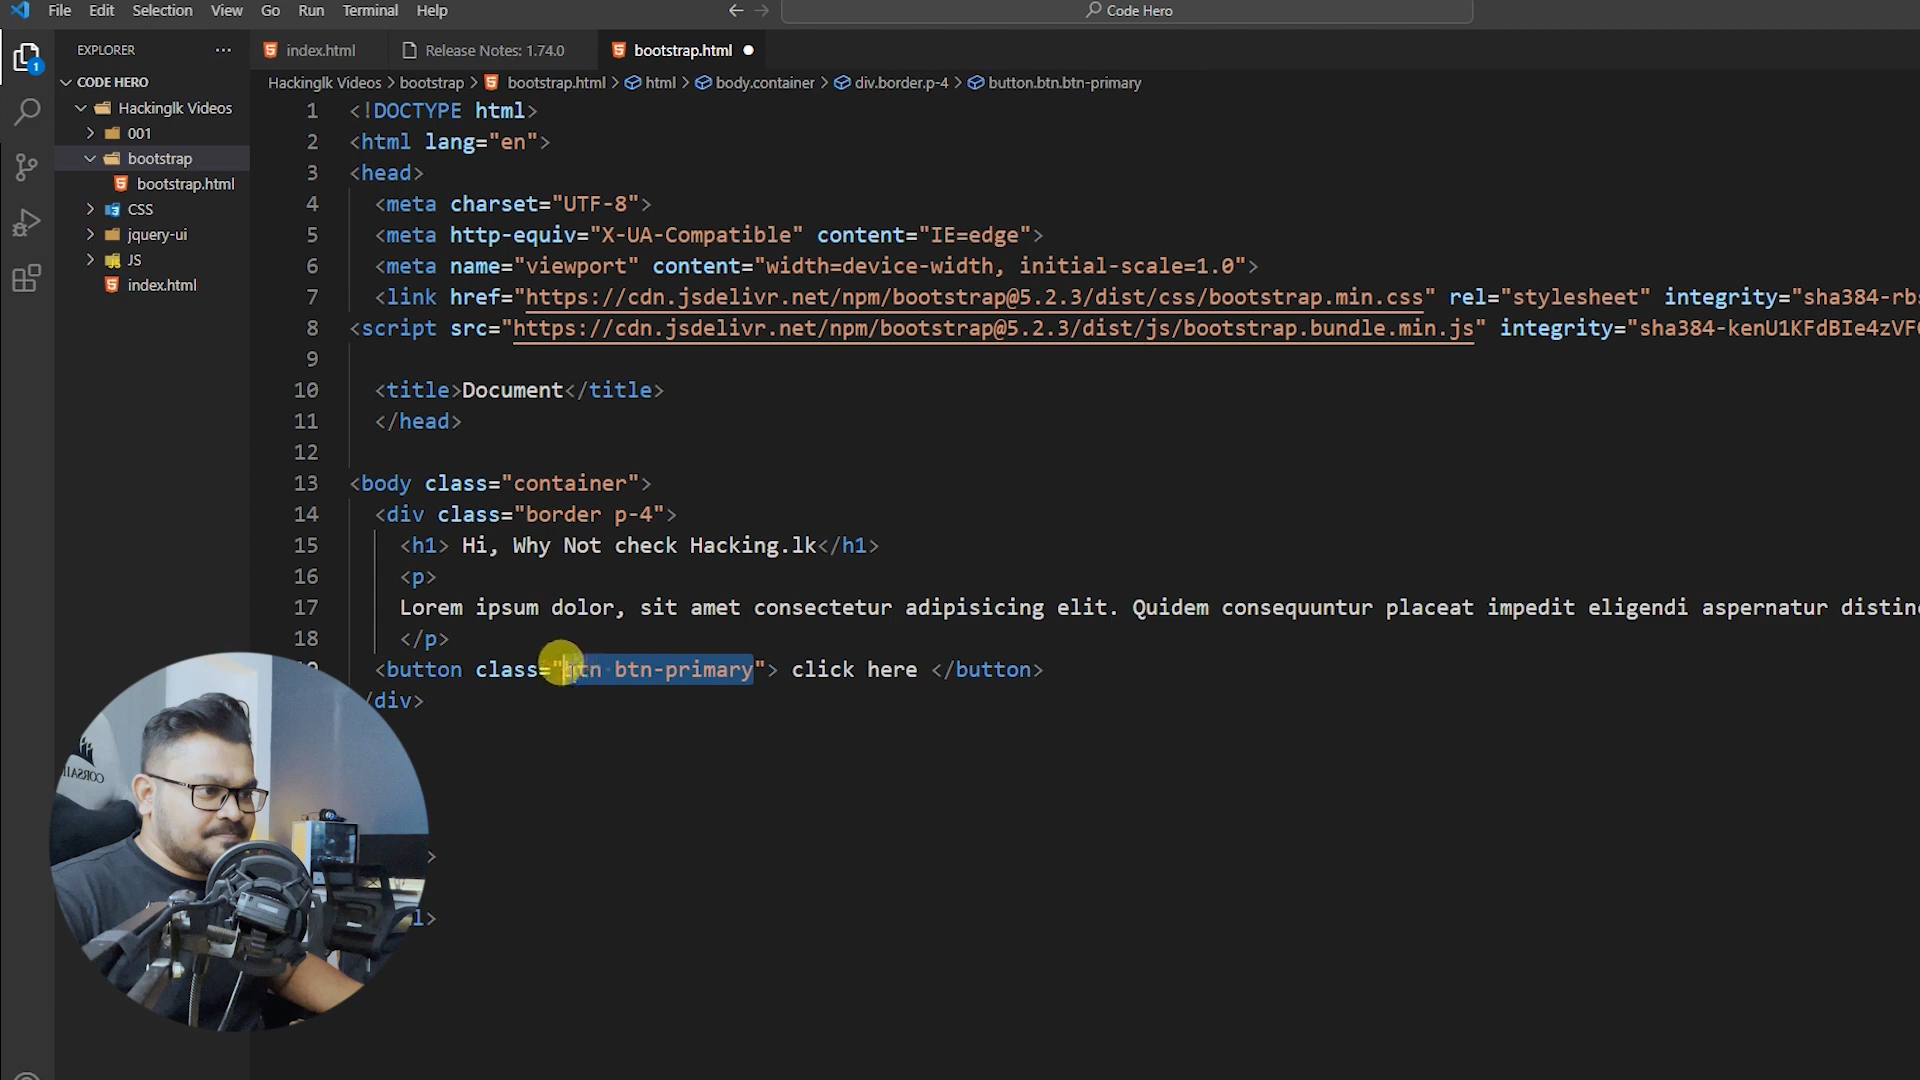 File Edit Selection View Go Run Terminal Help
Code Hero
EXPLORER
1
CODE HERO
Hackinglk Videos
001
bootstrap
bootstrap.html
CSS
jquery-ui
JS
index.html
index.html Release Notes: 1.74.0 bootstrap.html
Hackinglk Videos > bootstrap > bootstrap.html > html > body.container > div.border.p-4 > button.btn.btn-primary
1 <!DOCTYPE html>
2 <html lang="en">
3 <head>
4 <meta charset="UTF-8">
5 <meta http-equiv="X-UA-Compatible" content="IE=edge">
6 <meta name="viewport" content="width=device-width, initial-scale=1.0">
7 <link href="https://cdn.jsdelivr.net/npm/bootstrap@5.2.3/dist/css/bootstrap.min.css" rel="stylesheet" integrity="sha384-rbs
8 <script src="https://cdn.jsdelivr.net/npm/bootstrap@5.2.3/dist/js/bootstrap.bundle.min.js" integrity="sha384-kenU1KFdBIe4zVF
9
10 <title>Document</title>
11 </head>
12
13 <body class="container">
14 <div class="border p-4">
15 <h1> Hi, Why Not check Hacking.lk</h1>
16 <p>
17 Lorem ipsum dolor, sit amet consectetur adipisicing elit. Quidem consequuntur placeat impedit eligendi aspernatur distin
18 </p>
<button class="btn btn-primary"> click here </button>
/div>
>
l>
CORSAIR